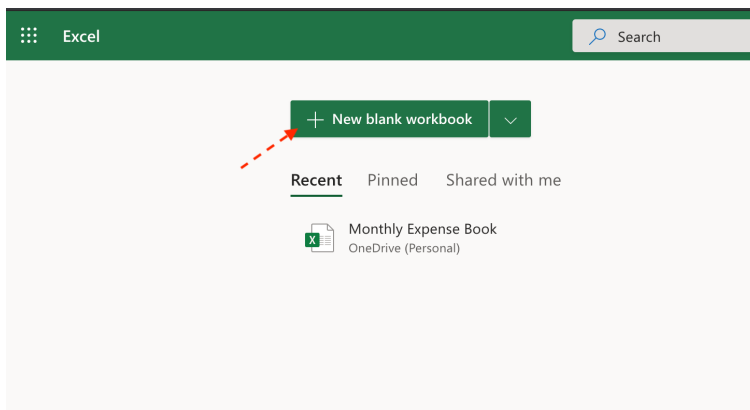 Excel
Search
New blank workbook
Recent Pinned Shared with me
Monthly Expense Book
X
OneDrive (Personal)